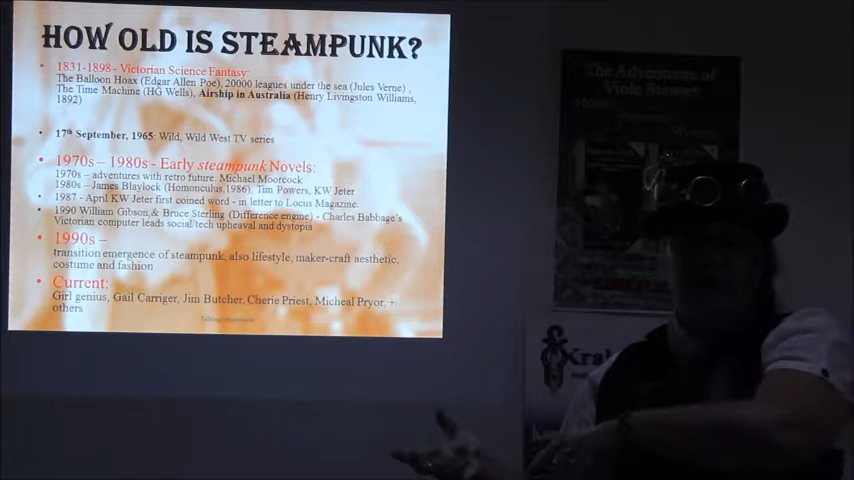 How old is Steampunk?
• 1831-1898 - Victorian Science Fantasy:
The Balloon Hoax (Edgar Allen Poe), 20000 leagues under the sea (Jules Verne) ,
The Time Machine (HG Wells), Airship in Australia (Henry Livingston Williams,
1892)
• 17th September, 1965: Wild, Wild West TV series
• 1970s – 1980s - Early steampunk Novels:
1970s – adventures with retro future: Michael Moorcock
1980s – James Blaylock (Homonculus,1986), Tim Powers, KW Jeter
• 1987 - April KW Jeter first coined word - in letter to Locus Magazine.
• 1990 William Gibson,& Bruce Sterling (Difference engine) - Charles Babbage's
Victorian computer leads social/tech upheaval and dystopia
• 1990s –
transition emergence of steampunk, also lifestyle, maker-craft aesthetic,
costume and fashion
• Current:
Girl genius, Gail Carriger, Jim Butcher, Cherie Priest, Micheal Pryor, +
others
The Adventures of
Viola Stewart